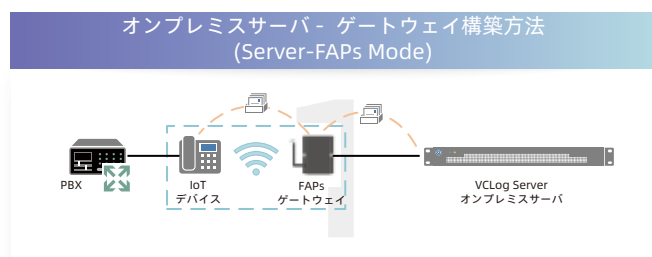 オンプレミスサーバ - ゲートウェイ構築方法
(Server-FAPs Mode)
1
PBX
IoT
デバイス
FAPs
ゲートウェイ
VCLog Server
オンプレミスサーバ